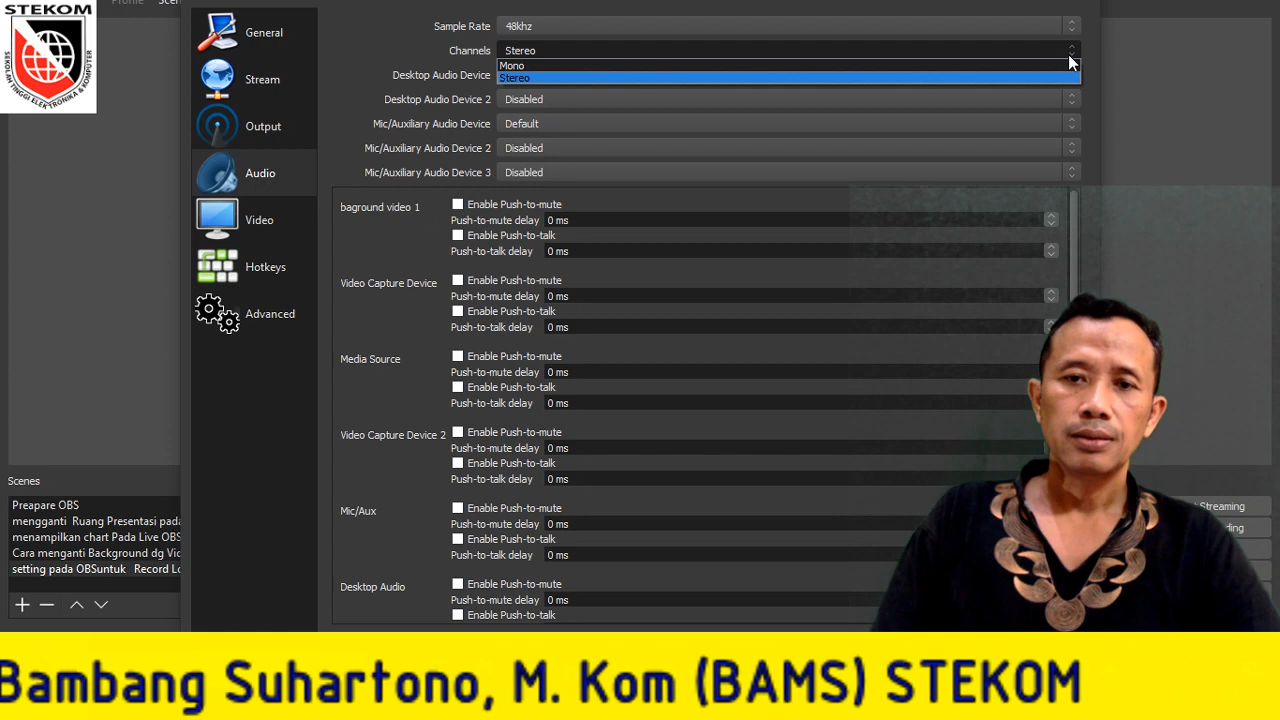 STEKOM
SEKOLAH TINGGI ELEKTRONIKA & KOMPUTER
Profile
General
Stream
Output
Audio
Video
Hotkeys
Advanced
Sample Rate 48khz
Channels Stereo
Mono
Stereo
Desktop Audio Device
Desktop Audio Device 2 Disabled
Mic/Auxiliary Audio Device Default
Mic/Auxiliary Audio Device 2 Disabled
Mic/Auxiliary Audio Device 3 Disabled
baground video 1 Enable Push-to-mute
Push-to-mute delay 0 ms
Enable Push-to-talk
Push-to-talk delay 0 ms
Video Capture Device Enable Push-to-mute
Push-to-mute delay 0 ms
Enable Push-to-talk
Push-to-talk delay 0 ms
Media Source Enable Push-to-mute
Push-to-mute delay 0 ms
Enable Push-to-talk
Push-to-talk delay 0 ms
Video Capture Device 2 Enable Push-to-mute
Push-to-mute delay 0 ms
Enable Push-to-talk
Push-to-talk delay 0 ms
Mic/Aux Enable Push-to-mute
Push-to-mute delay 0 ms
Enable Push-to-talk
Push-to-talk delay 0 ms
Desktop Audio Enable Push-to-mute
Push-to-mute delay 0 ms
Enable Push-to-talk
Scenes
Preapare OBS
mengganti Ruang Presentasi pada
menampilkan chart Pada Live OBS
Cara menganti Background dg
setting pada OBSuntuk Record
Streaming
Bambang Suhartono, M. Kom (BAMS) STEKOM